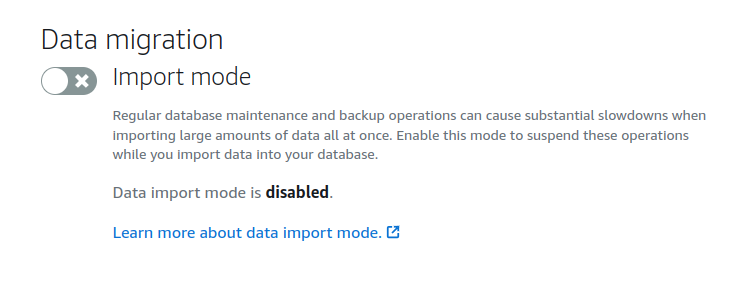 Data migration
Import mode
Regular database maintenance and backup operations can cause substantial slowdowns when
importing large amounts of data all at once. Enable this mode to suspend these operations
while you import data into your database.
Data import mode is disabled.
Learn more about data import mode.